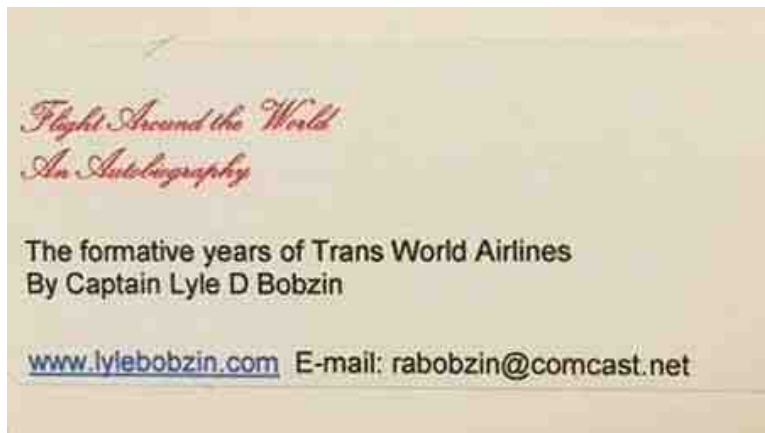 Flight Around the World
An Autobiography
The formative years of Trans World Airlines
By Captain Lyle D Bobzin
www.lylebobzin.com E-mail: rabobzin@comcast.net